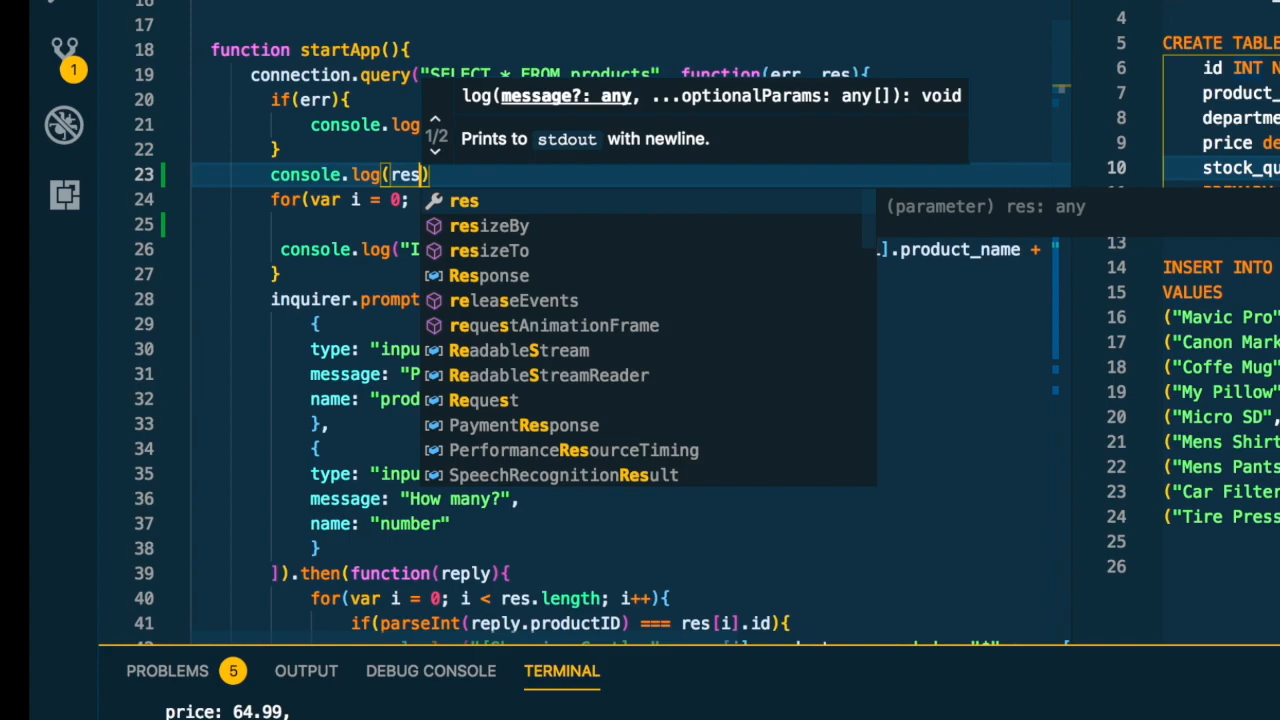 16
17
18 function startApp(){
19 connection.query("SELECT * FROM products", function(err, res){
20 if(err){
21 console.log
22 }
23 console.log(res)
24 for(var i = 0;
25
26 console.log("I ].product_name +
27 }
28 inquirer.prompt
29 {
30 type: "inpu
31 message: "P
32 name: "prod
33 },
34 {
35 type: "inpu
36 message: "How many?",
37 name: "number"
38 }
39 ]).then(function(reply){
40 for(var i = 0; i < res.length; i++){
41 if(parseInt(reply.productID) === res[i].id){
log(message?: any, ...optionalParams: any[]): void
1/2
Prints to stdout with newline.
res
resizeBy
resizeTo
Response
releaseEvents
requestAnimationFrame
ReadableStream
ReadableStreamReader
Request
PaymentResponse
PerformanceResourceTiming
SpeechRecognitionResult
(parameter) res: any
4
5 CREATE TABLE
6 id INT N
7 product_
8 departme
9 price de
10 stock_qu
13
14 INSERT INTO
15 VALUES
16 ("Mavic Pro"
17 ("Canon Mark
18 ("Coffe Mug"
19 ("My Pillow"
20 ("Micro SD",
21 ("Mens Shirt
22 ("Mens Pants
23 ("Car Filter
24 ("Tire Press
25
26
1
PROBLEMS 5 OUTPUT DEBUG CONSOLE TERMINAL
price: 64.99,